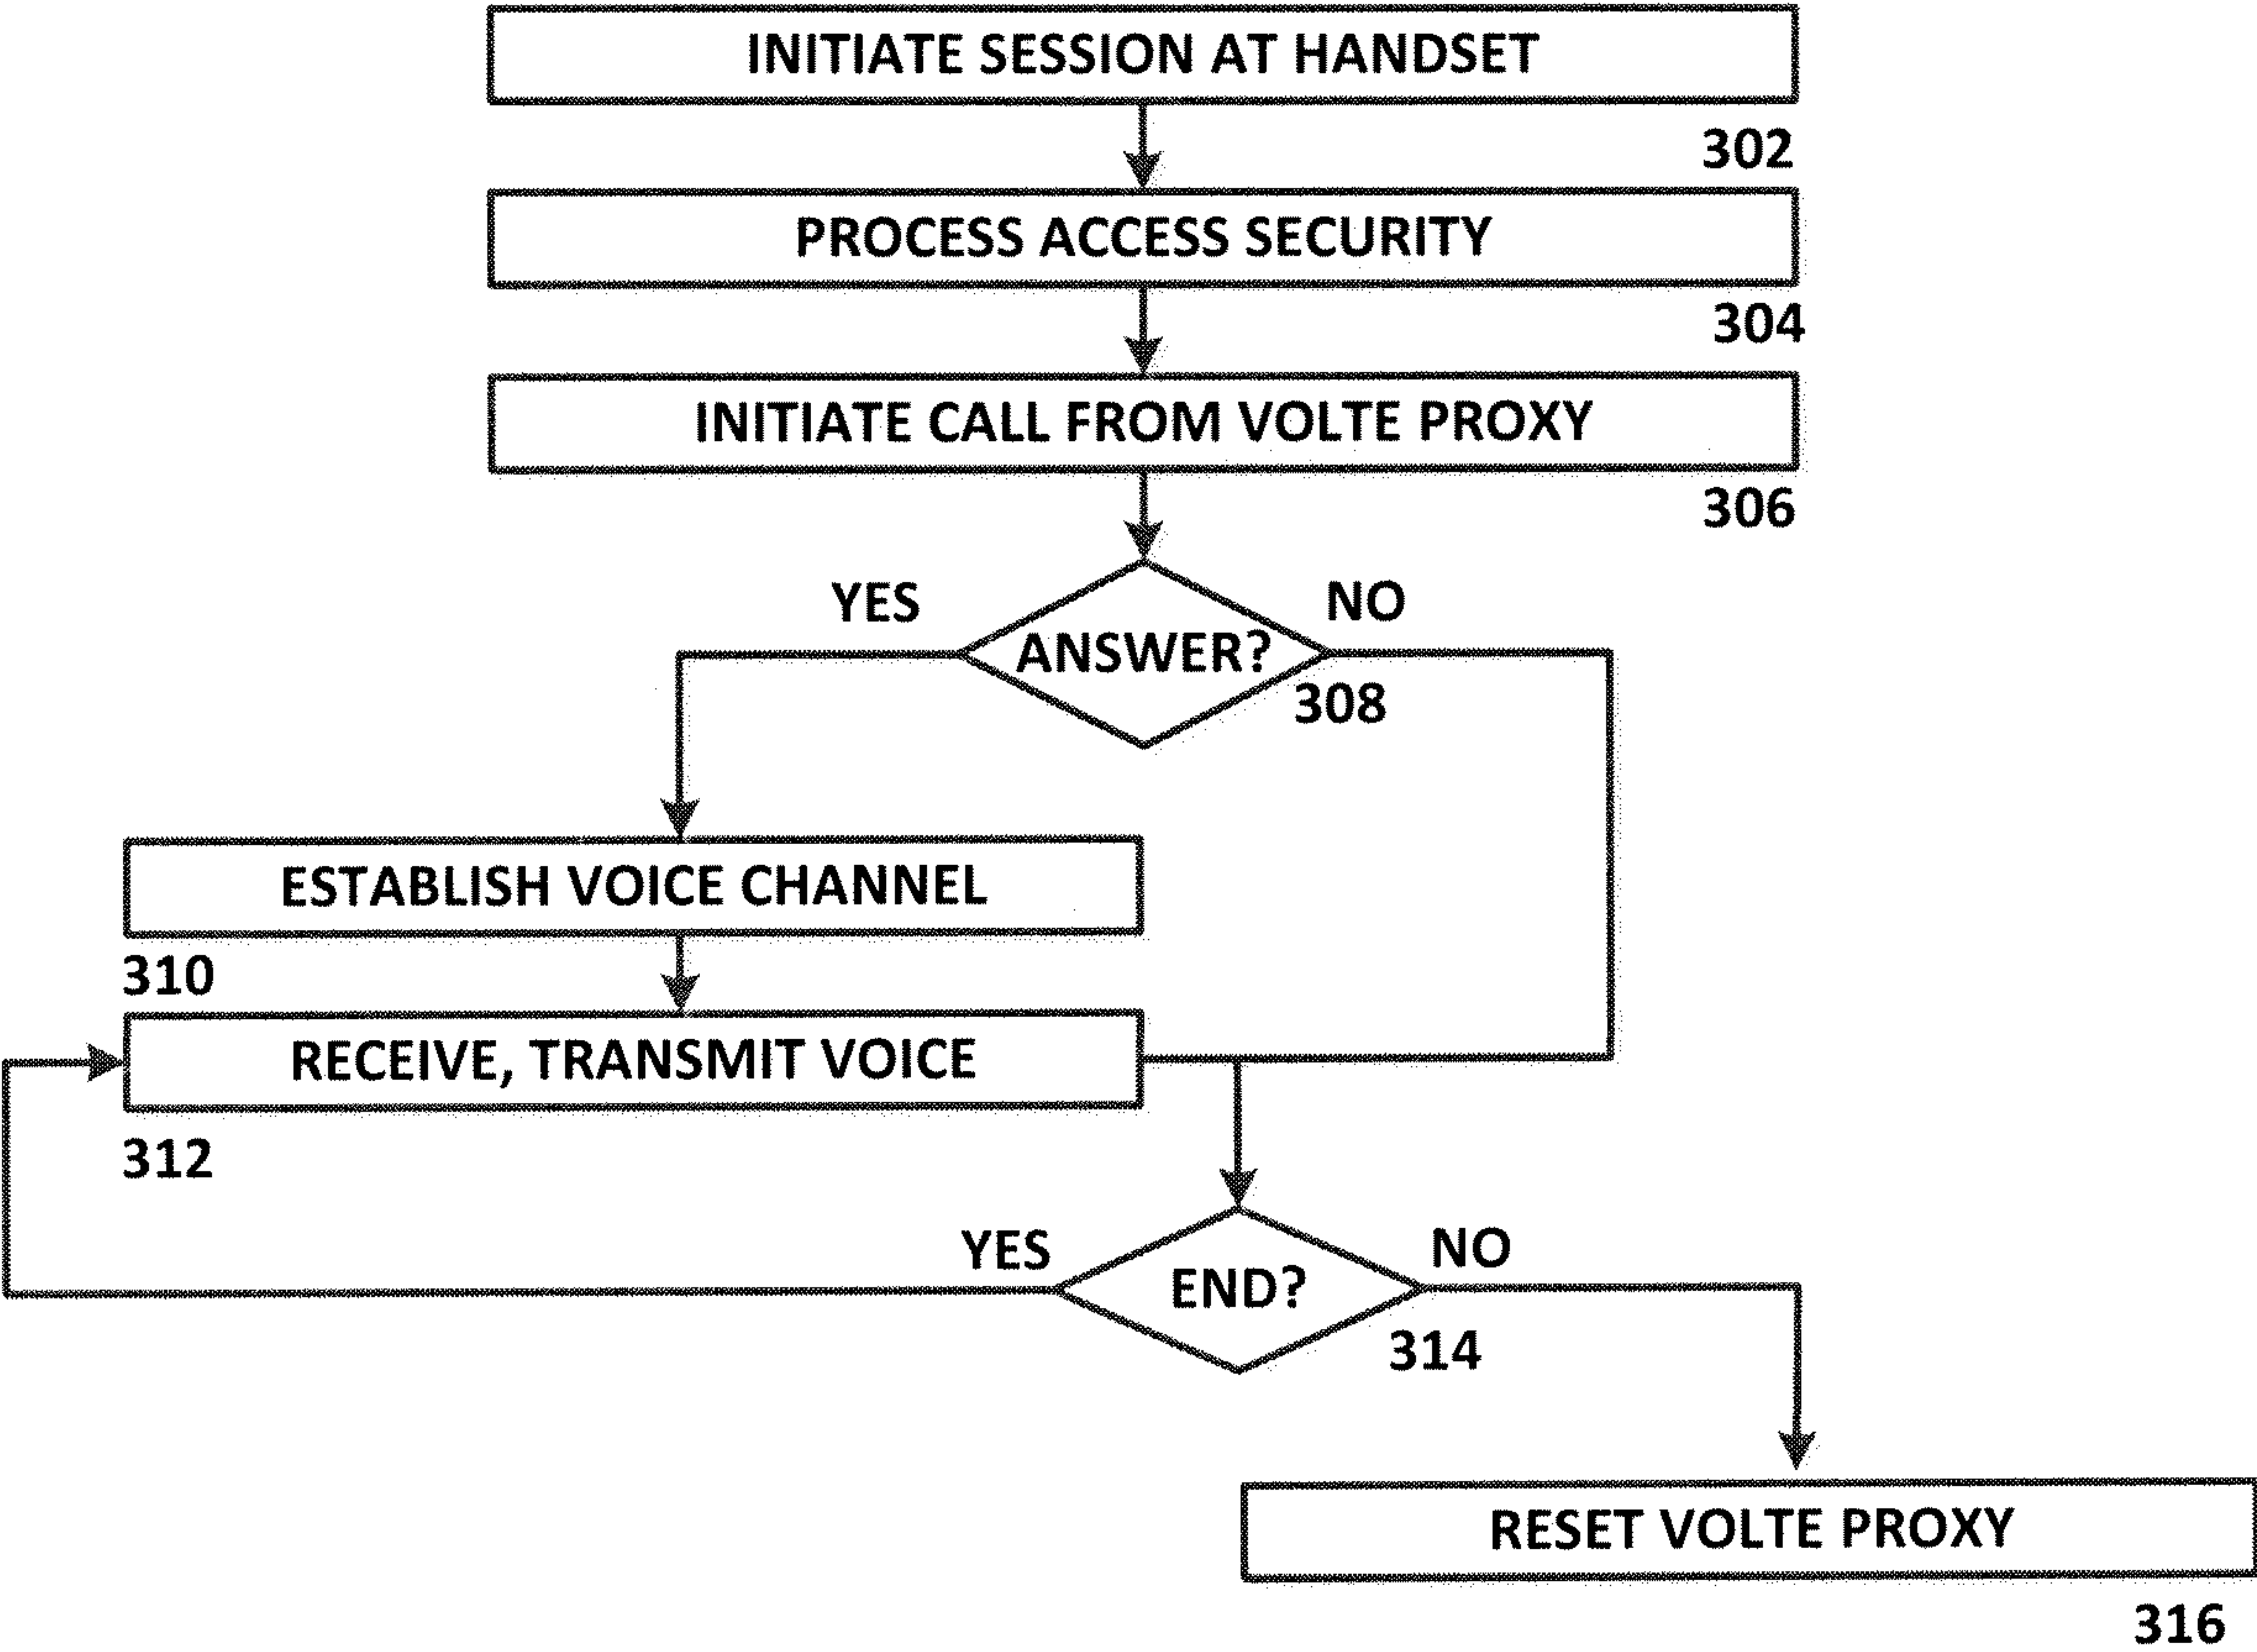 INITIATE SESSION AT HANDSET
302
PROCESS ACCESS SECURITY
304
INITIATE CALL FROM VOLTE PROXY
306
YES
NO
ANSWER?
308
ESTABLISH VOICE CHANNEL
310
RECEIVE, TRANSMIT VOICE
312
YES
NO
END?
314
RESET VOLTE PROXY
316